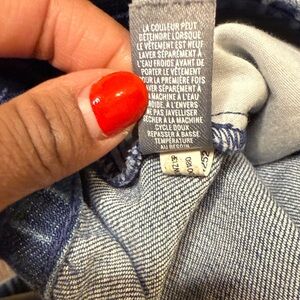 LA COULEUR PEUT
DÉTEINDRE LORSQUE
LE VÊTEMENT EST NEUF
LAVER SÉPARÉMENT À
L'EAU FROIDE AVANT DE
PORTER LE VÊTEMENT
POUR LA PREMIÈRE FOIS
LAVER SÉPARÉMENT À
LA MACHINE À L'EAU
À L'ENVERS
NE PAS JAVELLISER
SÉCHER À LA MACHINE
CYCLE DOUX
REPASSER À BASSE
TEMPÉRATURE
AU BESOIN